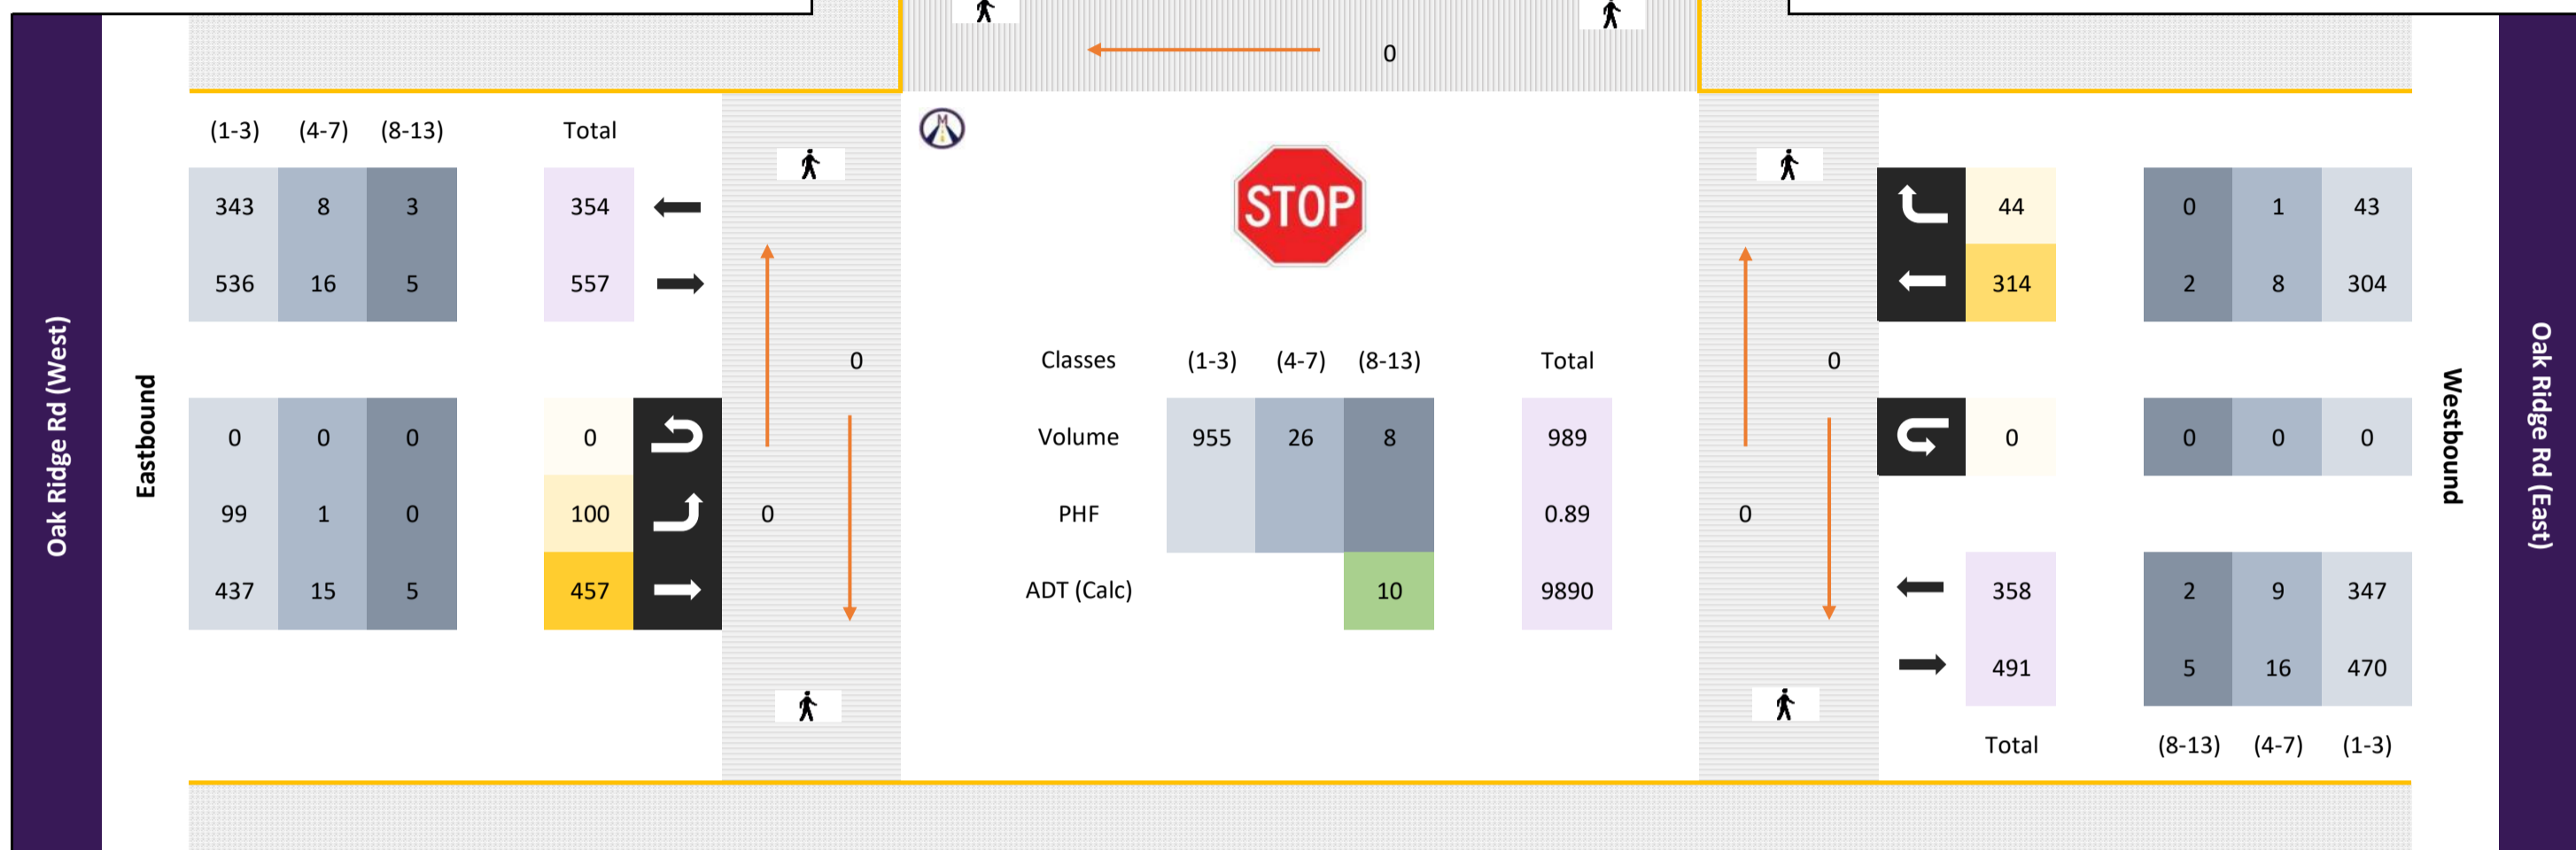 0
(1-3) (4-7) (8-13) Total
343 8 3 354
536 16 5 557
0 0 0 0
99 1 0 100
437 15 5 457
Oak Ridge Rd (West)
Eastbound
0
0
M
STOP
Classes (1-3) (4-7) (8-13) Total
Volume 955 26 8 989
PHF 0.89
ADT (Calc) 10 9890
0
0
44 0 1 43
314 2 8 304
0 0 0 0
358 2 9 347
491 5 16 470
Total (8-13) (4-7) (1-3)
Westbound
Oak Ridge Rd (East)